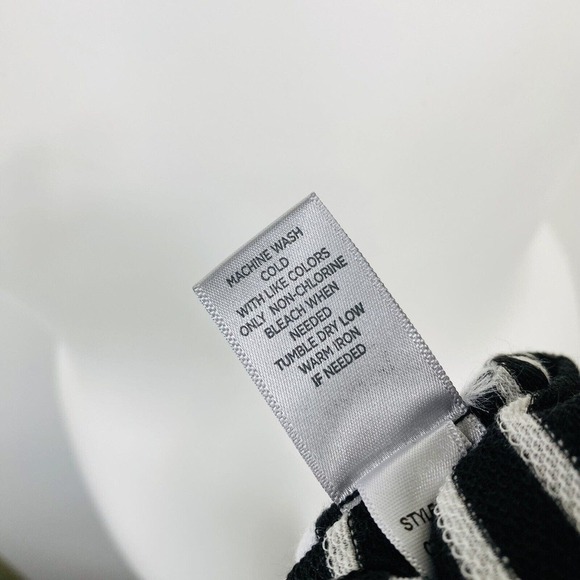 MACHINE WASH
COLD
WITH LIKE COLORS
ONLY NON-CHLORINE
BLEACH WHEN
NEEDED
TUMBLE DRY LOW
WARM IRON
IF NEEDED
STYLE